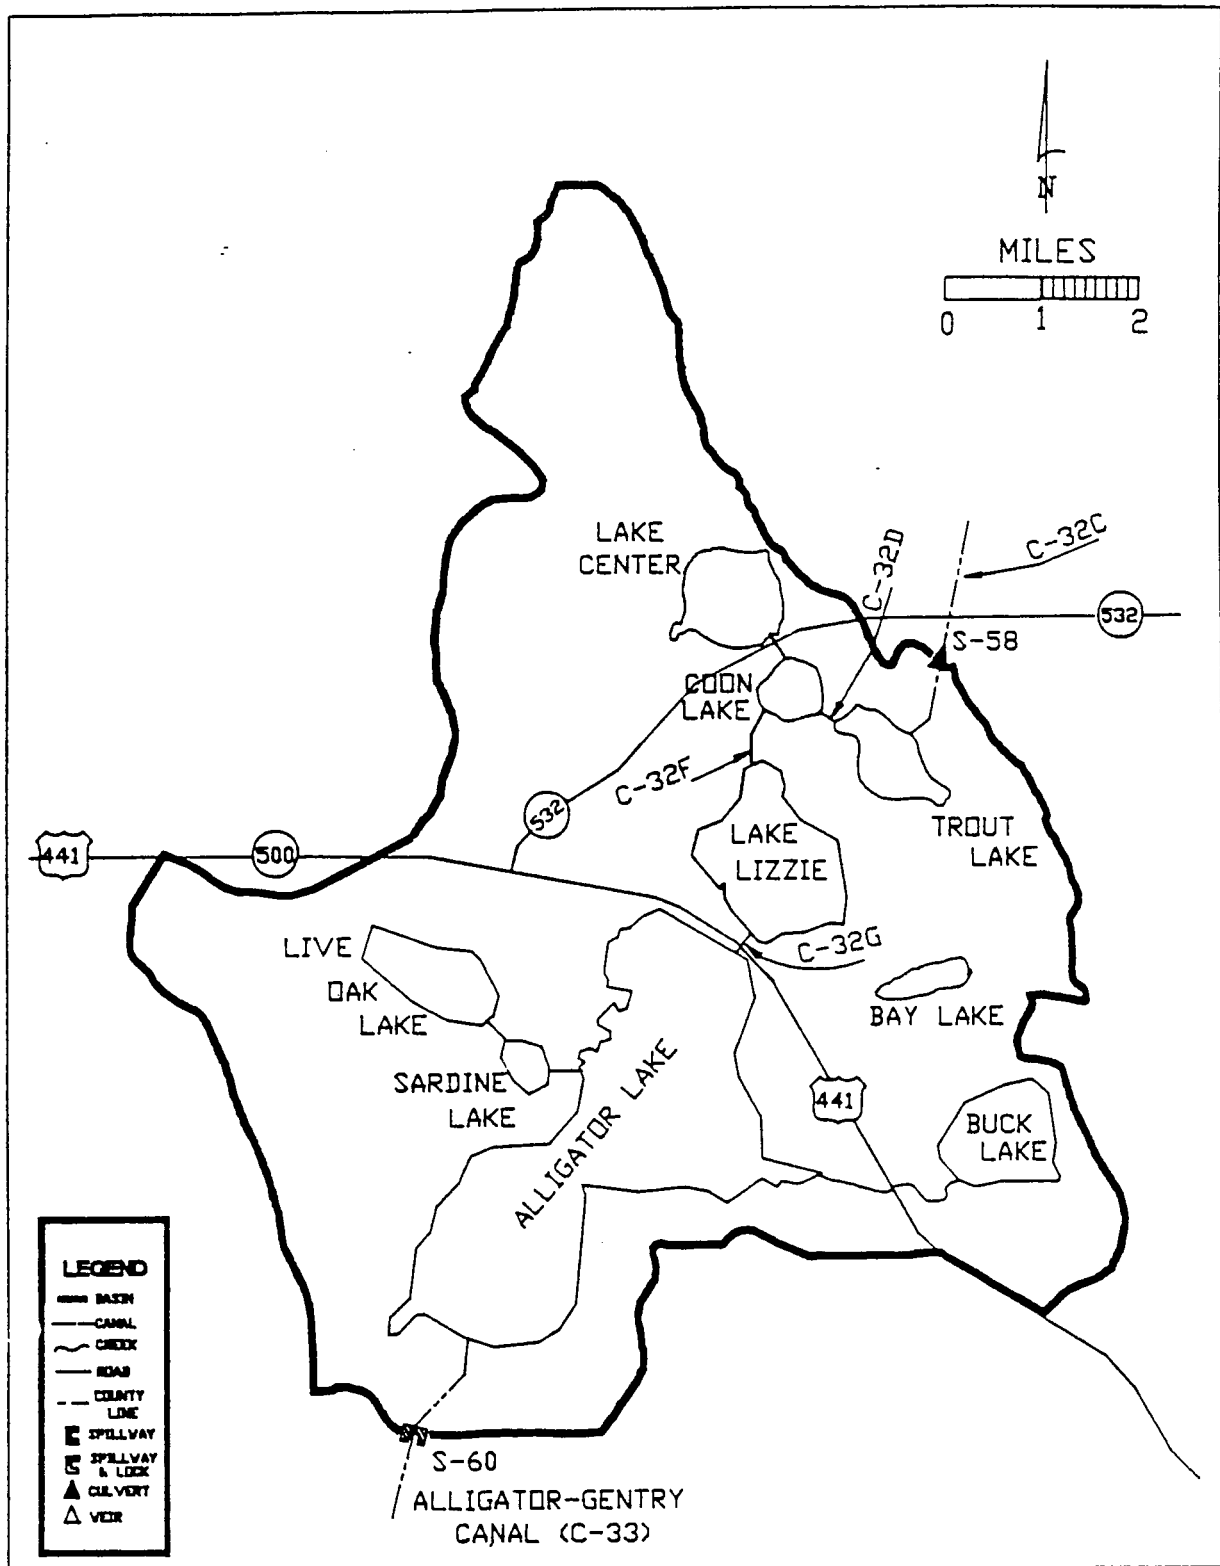 N
MILES
0 1 2
LAKE
CENTER
C-32D
C-32C
532
S-58
COON
LAKE
C-32F
532
TROUT
LAKE
LAKE
LIZZIE
441
500
C-32G
LIVE
OAK
LAKE
BAY LAKE
SARDINE
LAKE
ALLIGATOR LAKE
441
BUCK
LAKE
LEGEND
BASIN
CANAL
CREEK
ROAD
COUNTY
LINE
SPILLWAY
SPILLWAY
& LOCK
CULVERT
WEIR
S-60
ALLIGATOR-GENTRY
CANAL (C-33)